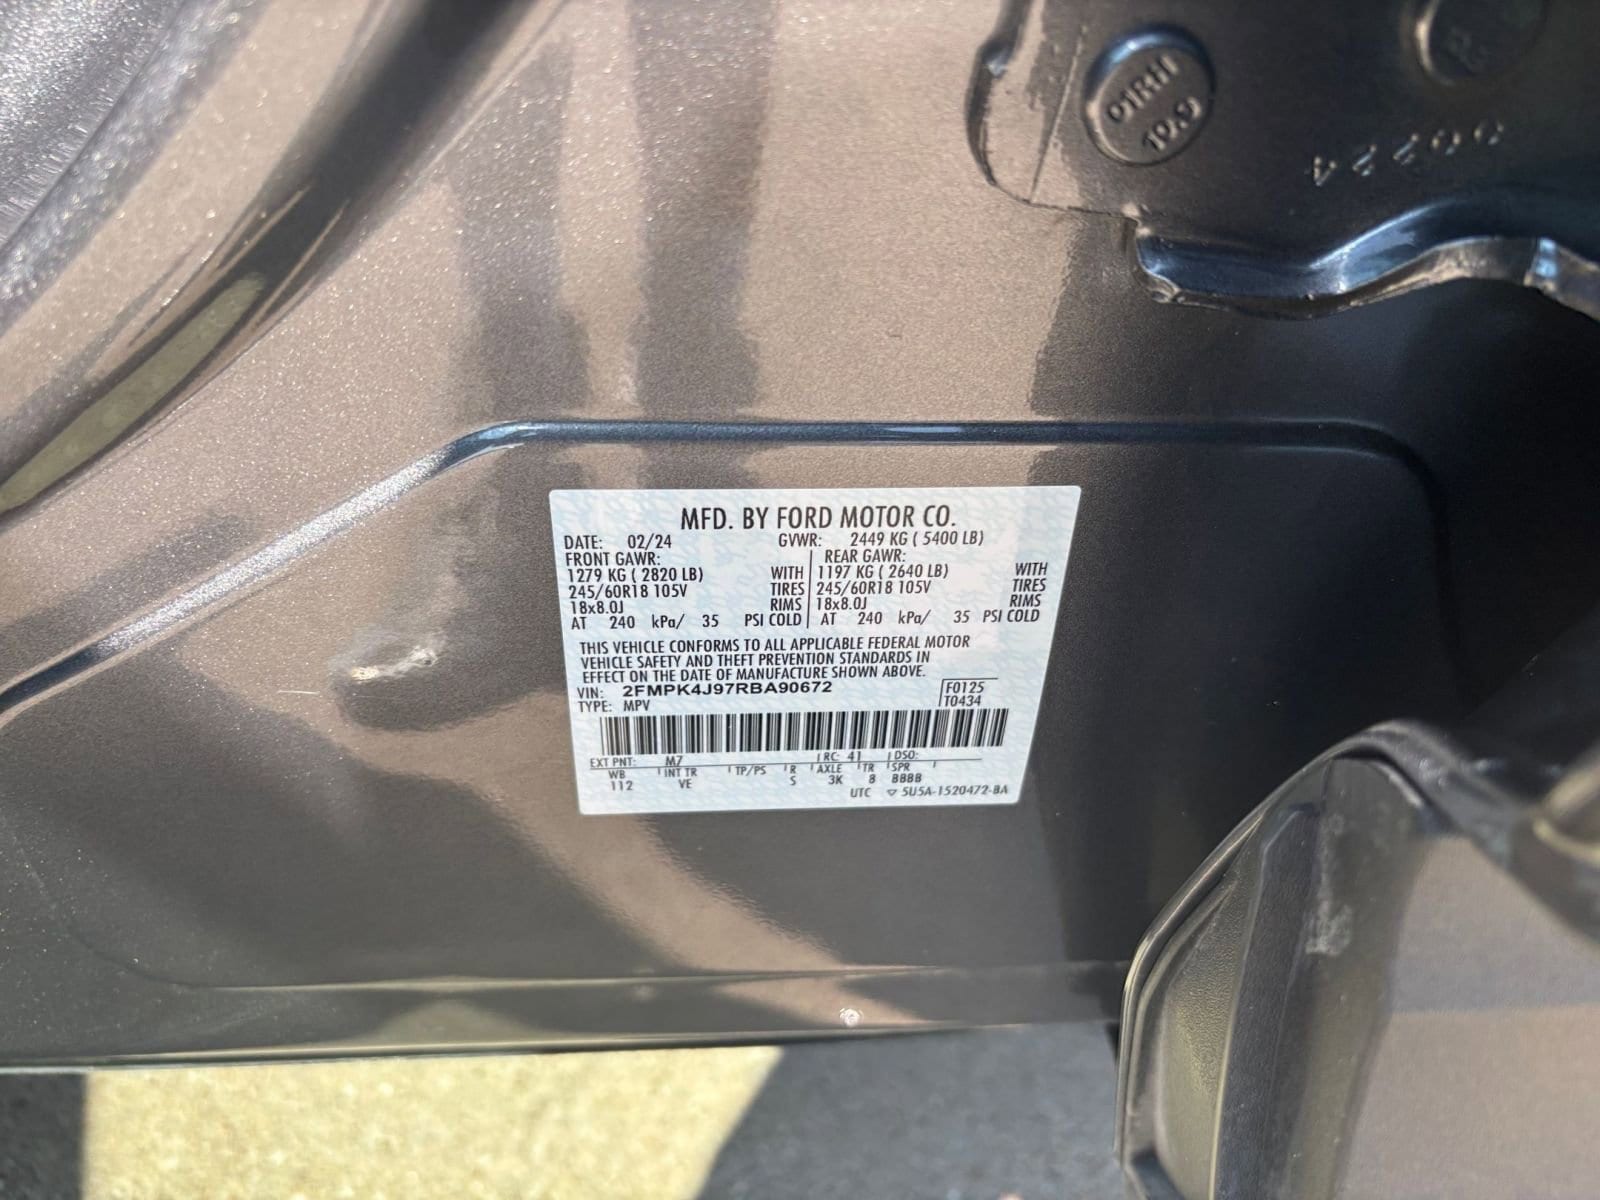 01RH
19.9
90224
MFD. BY FORD MOTOR CO.
DATE: 02/24 GVWR: 2449 KG ( 5400 LB)
FRONT GAWR: REAR GAWR:
1279 KG ( 2820 LB) WITH 1197 KG ( 2640 LB) WITH
245/60R18 105V TIRES 245/60R18 105V TIRES
18x8.0J RIMS 18x8.0J RIMS
AT 240 kPa/ 35 PSI COLD AT 240 kPa/ 35 PSI COLD
THIS VEHICLE CONFORMS TO ALL APPLICABLE FEDERAL MOTOR
VEHICLE SAFETY AND THEFT PREVENTION STANDARDS IN
EFFECT ON THE DATE OF MANUFACTURE SHOWN ABOVE.
VIN: 2FMPK4J97RBA90672 F0125
TYPE: MPV T0434
EXT PNT: M7 RC: 41 DSO:
WB INT TR TP/PS R AXLE TR SPR
112 VE S 3K 8 BBBB
UTC ▽ 5U5A-1520472-BA